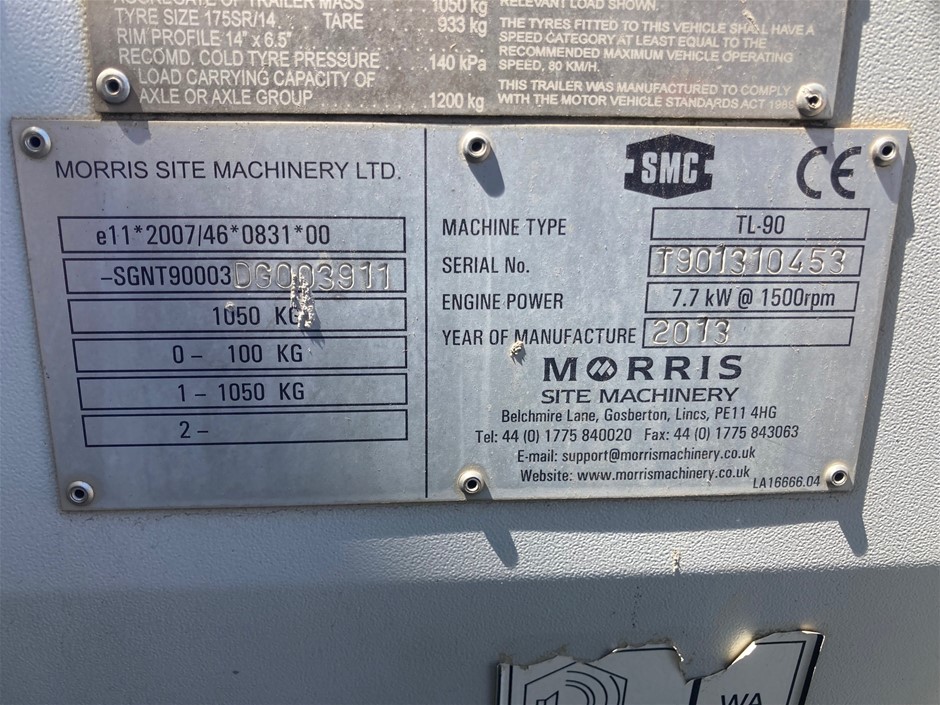 AGGREGATE OF TRAILER MASS 1050 kg
TYRE SIZE 175SR/14 TARE 933 kg
RIM PROFILE 14" x 6.5"
RECOMD. COLD TYRE PRESSURE 140 kPa
LOAD CARRYING CAPACITY OF
AXLE OR AXLE GROUP 1200 kg
RELEVANT LOAD SHOWN.
THE TYRES FITTED TO THIS VEHICLE SHALL HAVE A
SPEED CATEGORY AT LEAST EQUAL TO THE
RECOMMENDED MAXIMUM VEHICLE OPERATING
SPEED, 80 KM/H.
THIS TRAILER WAS MANUFACTURED TO COMPLY
WITH THE MOTOR VEHICLE STANDARDS ACT 1989
MORRIS SITE MACHINERY LTD.
e11*2007/46*0831*00
–SGNT90003DG003911
1050 KG
0 – 100 KG
1 – 1050 KG
2 –
SMC CE
MACHINE TYPE TL-90
SERIAL No. T901310453
ENGINE POWER 7.7 kW @ 1500rpm
YEAR OF MANUFACTURE 2013
MORRIS
SITE MACHINERY
Belchmire Lane, Gosberton, Lincs, PE11 4HG
Tel: 44 (0) 1775 840020 Fax: 44 (0) 1775 843063
E-mail: support@morrismachinery.co.uk
Website: www.morrismachinery.co.uk
LA16666.04
WA